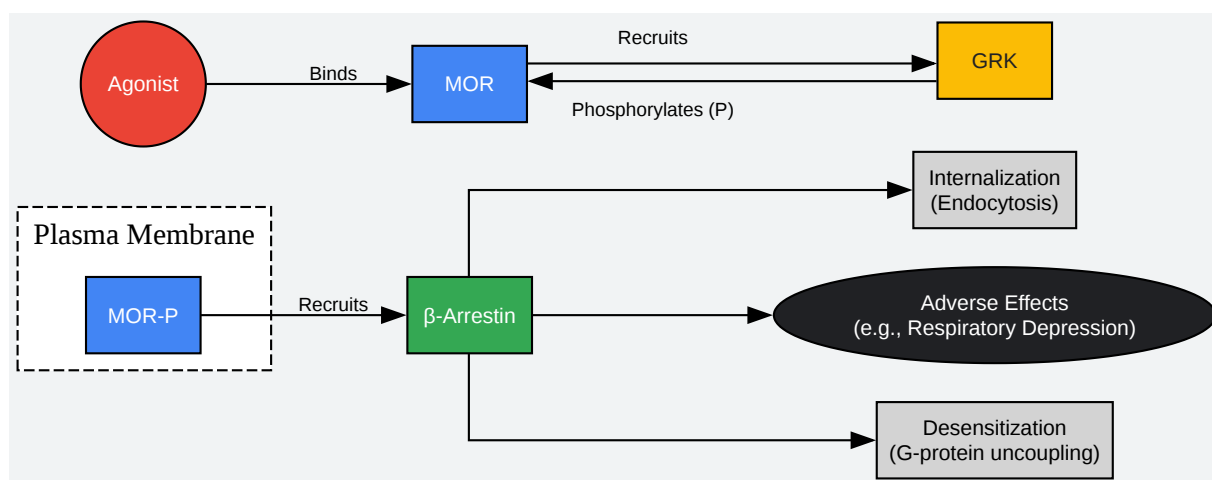 Recruits
Agonist
Binds
MOR
GRK
Phosphorylates (P)
Internalization
(Endocytosis)
Plasma Membrane
MOR-P
Recruits
β-Arrestin
Adverse Effects
(e.g., Respiratory Depression)
Desensitization
(G-protein uncoupling)